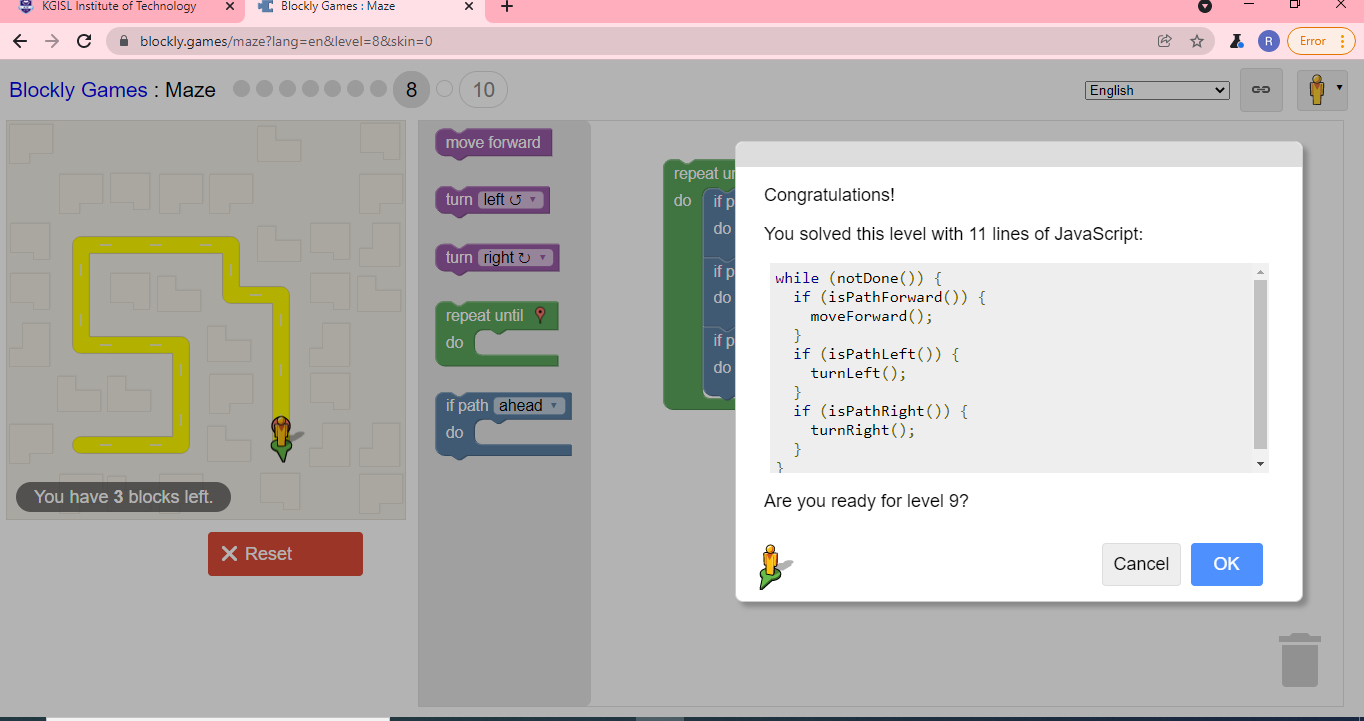 KGISL Institute of Technology
Blockly Games : Maze
blockly.games/maze?lang=en&level=8&skin=0
R
Error
Blockly Games : Maze
8
10
English
move forward
turn left ↺
turn right ↻
repeat until
do
if path ahead
do
repeat un
do
if p
do
if p
do
if p
do
You have 3 blocks left.
Reset
Congratulations!
You solved this level with 11 lines of JavaScript:
while (notDone()) {
if (isPathForward()) {
moveForward();
}
if (isPathLeft()) {
turnLeft();
}
if (isPathRight()) {
turnRight();
}
}
Are you ready for level 9?
Cancel
OK